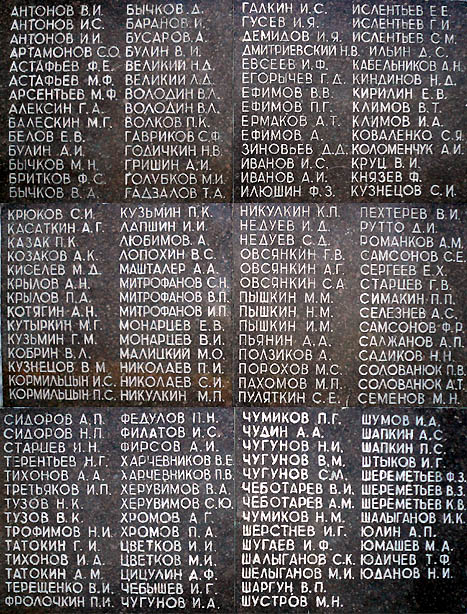 АНТОНОВ В.И.
АНТОНОВ И.С.
АНТОНОВ И.И.
АРТАМОНОВ С.О.
АСТАФЬЕВ Ф.Е.
АСТАФЬЕВ М.Ф.
АРСЕНТЬЕВ М.Ф.
АЛЕКСИН Г.А.
БАЛЕСКИН М.Г.
БЕЛОВ Е.В.
БУЛИН А.И.
БЫЧКОВ М.Н.
БРИТКОВ Ф.С.
БЫЧКОВ В.А.
БЫЧКОВ Д.
БАРАНОВ И.
БУСАРОВ А.
БУЛИН В.И.
ВЕЛИКИЙ Н.Д.
ВЕЛИКИЙ Л.Д.
ВОЛОДИН В.Л.
ВОЛОДИН В.Л.
ВОЛКОВ П.К.
ГАВРИКОВ С.Ф.
ГОДИЧКИН Н.В.
ГРИШИН А.И.
ГОЛУБКОВ М.И.
ГАДЗАЛОВ Т.А.
ГАЛКИН И.С.
ГУСЕВ И.Я.
ДЕМИДОВ И.Я.
ДМИТРИЕВСКИЙ Н.В.
ЕВСЕЕВ И.Ф.
ЕГОРЫЧЕВ Г.Д.
ЕФИМОВ В.В.
ЕФИМОВ П.Г.
ЕРМАКОВ А.Т.
ЕФИМОВ А.
ЗИНОВЬЕВ Д.Д.
ИВАНОВ И.С.
ИВАНОВ А.И.
ИЛЮШИН Ф.З.
ИСЛЕНТЬЕВ Е.Е.
ИСЛЕНТЬЕВ И.Г.
ИСЛЕНТЬЕВ С.М.
ИЛЬИН Д.С.
КАБЕЛЬНИКОВ А.Н.
КИНДИНОВ Н.Д.
КИРИЛИН Е.В.
КЛИМОВ В.Т.
КЛИМОВ И.А.
КОВАЛЕНКО С.Я.
КОЛОМЕНЧУК А.И.
КРУЦ В.И.
КНЯЗЕВ Ф.
КУЗНЕЦОВ С.И.
КРЮКОВ С.И.
КАСАТКИН А.Г.
КАЗАК П.К.
КОЗАКОВ А.К.
КИСЕЛЕВ М.Д.
КРЫЛОВ А.Н.
КРЫЛОВ П.А.
КОТЯГИН А.Н.
КУТЫРКИН М.Г.
КУЗЬМИН Г.М.
КОБРИН В.Л.
КУЗНЕЦОВ В.М.
КОРМИЛЬЦЫН И.С.
КОРМИЛЬЦЫН П.С.
КУЗЬМИН П.К.
ЛАПШИН И.И.
ЛЮБИМОВ А.
ЛОПОХИН В.С.
МАШТАЛЕР А.А.
МИТРОФАНОВ С.Н.
МИТРОФАНОВ В.П.
МИТРОФАНОВ И.П.
МОНАРЦЕВ Е.В.
МОНАРЦЕВ В.И.
МАЛИЦКИЙ М.О.
НИКОЛАЕВ П.И.
НИКОЛАЕВ С.И.
НИКУЛКИН М.П.
НИКУЛКИН К.П.
НЕДУЕВ И.Д.
НЕДУЕВ С.Д.
ОВСЯНКИН Г.В.
ОВСЯНКИН А.Г.
ОВСЯНКИН С.А.
ПЫШКИН М.М.
ПЫШКИН Н.М.
ПЫШКИН И.М.
ПЬЯНИН А.А.
ПОЛЗИКОВ А.
ПОРОХОВ М.С.
ПАХОМОВ М.П.
ПУЛЯТКИН С.Е.
ПЕХТЕРЕВ В.И.
РУТТО Д.И.
РОМАНКОВ А.М.
САМСОНОВ С.Е.
СЕРГЕЕВ Е.Х.
СТАРЦЕВ Г.В.
СИМАКИН П.П.
СЕЛЕЗНЕВ А.С.
САМСОНОВ Ф.Р.
САЛЖАНОВ А.П.
САДИКОВ Н.Н.
СОЛОВАНЮК П.В.
СОЛОВАНЮК П.Т.
СЕМЕНОВ М.Н.
СИДОРОВ А.П.
СИДОРОВ Н.П.
СТАРШЕВ И.Н.
ТЕРЕНТЬЕВ Н.Г.
ТИХОНОВ А.А.
ТРЕТЬЯКОВ И.П.
ТУЗОВ Н.К.
ТУЗОВ В.К.
ТРОФИМОВ Н.И.
ТАТОКИН Г.И.
ТИХОНОВ И.А.
ТАТОКИН А.М.
ТЕРЕЩЕНКО В.И.
ФРОЛОЧКИН П.И.
ФЕДУЛОВ П.Н.
ФИЛАТОВ И.С.
ФИРСОВ А.И.
ХАРЧЕВНИКОВ В.Е.
ХАРЧЕВНИКОВ П.В.
ХЕРУВИМОВ В.А.
ХЕРУВИМОВ С.Ю.
ХРОМОВ А.Г.
ХРОМОВ П.А.
ЦВЕТКОВ И.И.
ЦВЕТКОВ М.И.
ЦИЦУЛИН Д.Ф.
ЧЕБЫШЕВ И.Г.
ЧУГУНОВ И.А.
ЧУМИКОВ П.Г.
ЧУДИН А.А.
ЧУГУНОВ Н.И.
ЧУГУНОВ В.М.
ЧУГУНОВ С.М.
ЧЕБОТАРЕВ В.И.
ЧЕБОТАРЕВ А.М.
ЧУМИКОВ Н.М.
ШЕРСТНЕВ И.Г.
ШУГАЕВ И.Ф.
ШАЛЫГАНОВ С.К.
ШАЛЫГАНОВ М.И.
ШАРГУН В.П.
ШУСТРОВ М.Н.
ШУМОВ И.А.
ШАПКИН А.С.
ШАПКИН П.С.
ШТЫКОВ И.Г.
ШЕРЕМЕТЬЕВ Ф.З.
ШЕРЕМЕТЬЕВ В.З.
ШЕРЕМЕТЬЕВ К.В.
ШЕРЕМЕТЬЕВ В.З.
ШАЛЫГАНОВ И.К.
ЮЛИН А.П.
ЮМАШЕВ М.А.
ЮДИЧЕВ Т.Ф.
ЮДАНОВ Н.И.